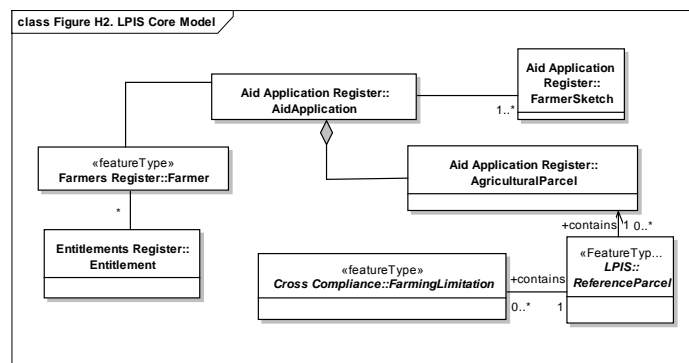 class Figure H2. LPIS Core Model
Aid Application Register::
AidApplication
Aid Application
Register::
FarmerSketch
1..*
«featureType»
Farmers Register::Farmer
Aid Application Register::
AgriculturalParcel
*
+contains
1
0..*
Entitlements Register::
Entitlement
«featureType»
Cross Compliance::FarmingLimitation
+contains
0..*
1
«FeatureTyp...
LPIS::
ReferenceParcel